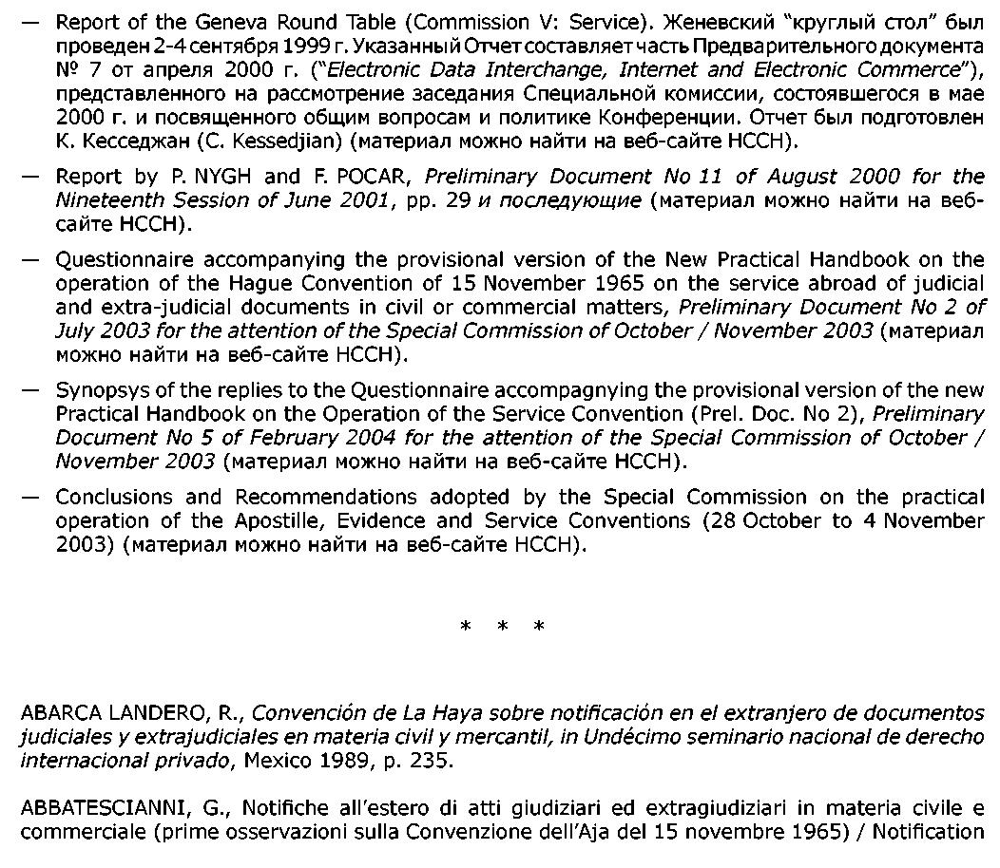 — Report of the Geneva Round Table (Commission V: Service). Женевский “круглый стол” был
проведен 2-4 сентября 1999 г. Указанный Отчет составляет часть Предварительного документа
№ 7 от апреля 2000 г. (“Electronic Data Interchange, Internet and Electronic Commerce”),
представленного на рассмотрение заседания Специальной комиссии, состоявшегося в мае
2000 г. и посвященного общим вопросам и политике Конференции. Отчет был подготовлен
К. Кесседжан (C. Kessedjian) (материал можно найти на веб-сайте HCCH).
— Report by P. NYGH and F. POCAR, Preliminary Document No 11 of August 2000 for the
Nineteenth Session of June 2001, pp. 29 и последующие (материал можно найти на веб-
сайте HCCH).
— Questionnaire accompanying the provisional version of the New Practical Handbook on the
operation of the Hague Convention of 15 November 1965 on the service abroad of judicial
and extra-judicial documents in civil or commercial matters, Preliminary Document No 2 of
July 2003 for the attention of the Special Commission of October / November 2003 (материал
можно найти на веб-сайте HCCH).
— Synopsys of the replies to the Questionnaire accompagnying the provisional version of the new
Practical Handbook on the Operation of the Service Convention (Prel. Doc. No 2), Preliminary
Document No 5 of February 2004 for the attention of the Special Commission of October /
November 2003 (материал можно найти на веб-сайте HCCH).
— Conclusions and Recommendations adopted by the Special Commission on the practical
operation of the Apostille, Evidence and Service Conventions (28 October to 4 November
2003) (материал можно найти на веб-сайте HCCH).
* * *
ABARCA LANDERO, R., Convención de La Haya sobre notificación en el extranjero de documentos
judiciales y extrajudiciales en materia civil y mercantil, in Undécimo seminario nacional de derecho
internacional privado, Mexico 1989, p. 235.
ABBATESCIANNI, G., Notifiche all’estero di atti giudiziari ed extragiudiziari in materia civile e
commerciale (prime osservazioni sulla Convenzione dell’Aja del 15 novembre 1965) / Notification